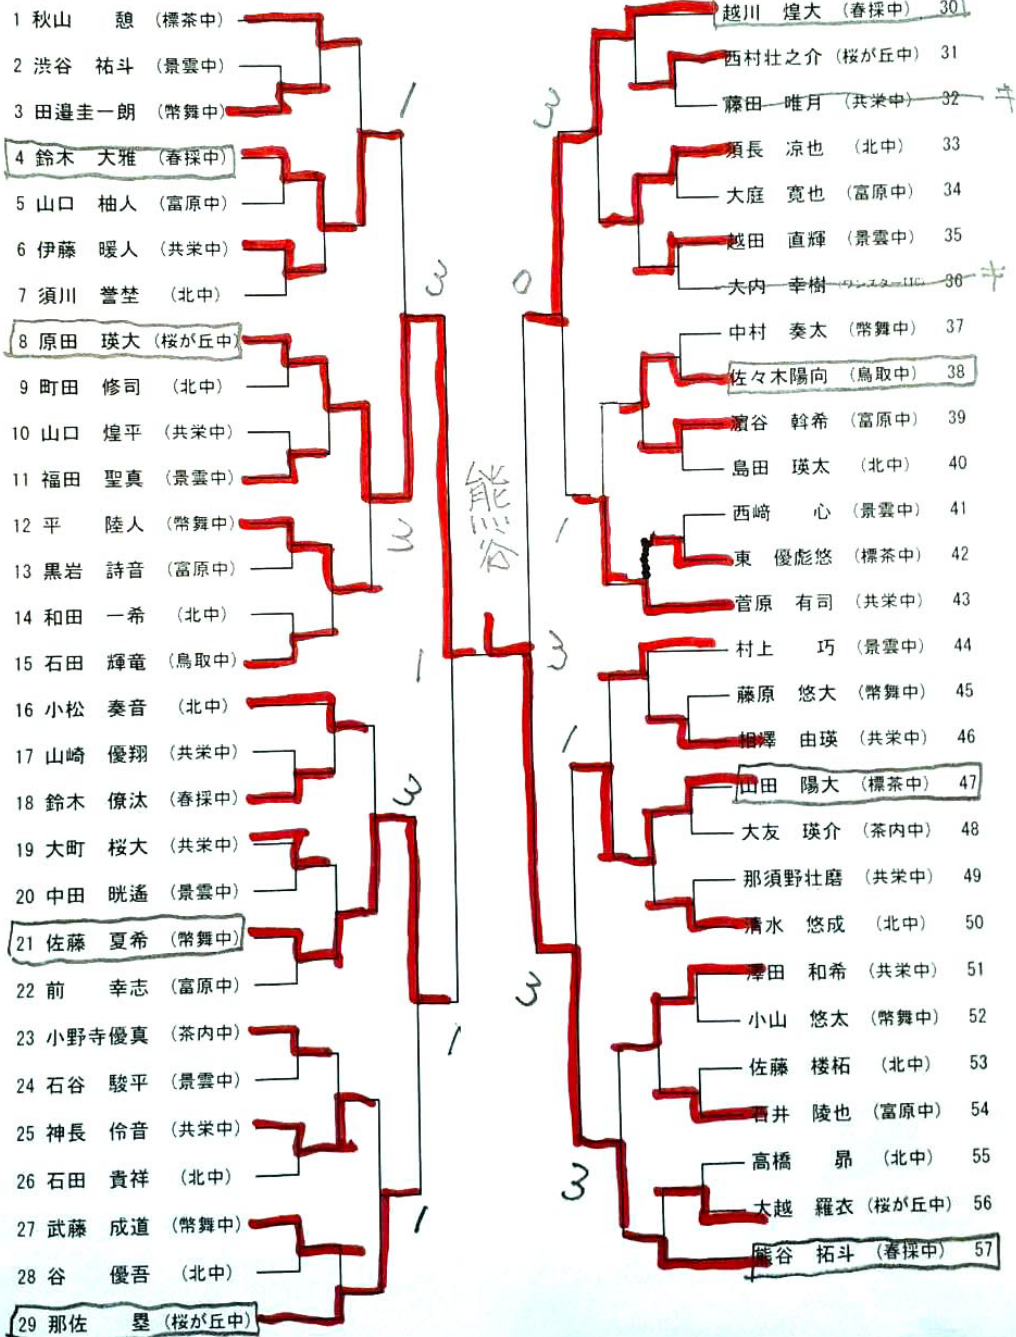 1 秋山 憩 (標茶中)
2 渋谷 祐斗 (景雲中)
3 田邉圭一朗 (幣舞中)
4 鈴木 大雅 (春採中)
5 山口 柚人 (富原中)
6 伊藤 暖人 (共栄中)
7 須川 誉埜 (北中)
8 原田 瑛大 (桜が丘中)
9 町田 修司 (北中)
10 山口 煌平 (共栄中)
11 福田 聖真 (景雲中)
12 平 陸人 (幣舞中)
13 黒岩 詩音 (富原中)
14 和田 一希 (北中)
15 石田 輝竜 (鳥取中)
16 小松 奏音 (北中)
17 山崎 優翔 (共栄中)
18 鈴木 僚汰 (春採中)
19 大町 桜大 (共栄中)
20 中田 晄遙 (景雲中)
21 佐藤 夏希 (幣舞中)
22 前 幸志 (富原中)
23 小野寺優真 (茶内中)
24 石谷 駿平 (景雲中)
25 神長 伶音 (共栄中)
26 石田 貴祥 (北中)
27 武藤 成道 (幣舞中)
28 谷 優吾 (北中)
29 那佐 塁 (桜が丘中)
1
3
3
1
3
1
1
熊谷
3
0
1
3
1
3
3
越川 煌大 (春採中) 30
西村壮之介 (桜が丘中) 31
藤田 唯月 (共栄中) 32 キ
須長 凉也 (北中) 33
大庭 寛也 (富原中) 34
越田 直輝 (景雲中) 35
大内 幸樹 36 キ
中村 奏太 (幣舞中) 37
佐々木陽向 (鳥取中) 38
濵谷 幹希 (富原中) 39
島田 瑛太 (北中) 40
西﨑 心 (景雲中) 41
東 優彪悠 (標茶中) 42
菅原 有司 (共栄中) 43
村上 巧 (景雲中) 44
藤原 悠大 (幣舞中) 45
相澤 由瑛 (共栄中) 46
山田 陽大 (標茶中) 47
大友 瑛介 (茶内中) 48
那須野壮磨 (共栄中) 49
清水 悠成 (北中) 50
澤田 和希 (共栄中) 51
小山 悠太 (幣舞中) 52
佐藤 楼柘 (北中) 53
石井 陵也 (富原中) 54
高橋 昴 (北中) 55
大越 羅衣 (桜が丘中) 56
熊谷 拓斗 (春採中) 57